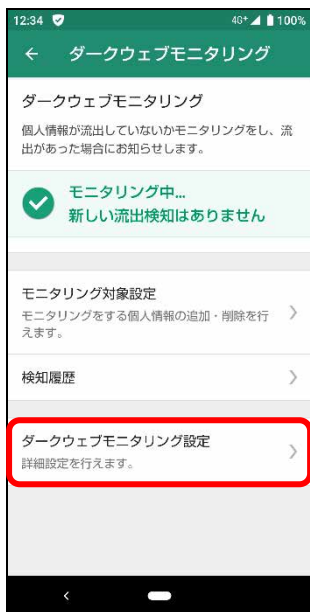 12:34 4G+ 100%
ダークウェブモニタリング
ダークウェブモニタリング
個人情報が流出していないかモニタリングをし、流
出があった場合にお知らせします。
モニタリング中...
新しい流出検知はありません
モニタリング対象設定
モニタリングをする個人情報の追加・削除を行
えます。
検知履歴
ダークウェブモニタリング設定
詳細設定を行えます。